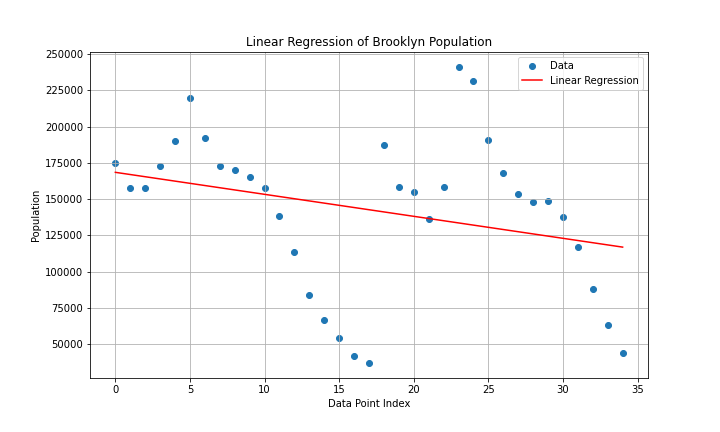 Linear Regression of Brooklyn Population
250000
225000
200000
175000
150000
125000
100000
75000
50000
Population
Data
Linear Regression
0 5 10 15 20 25 30 35
Data Point Index